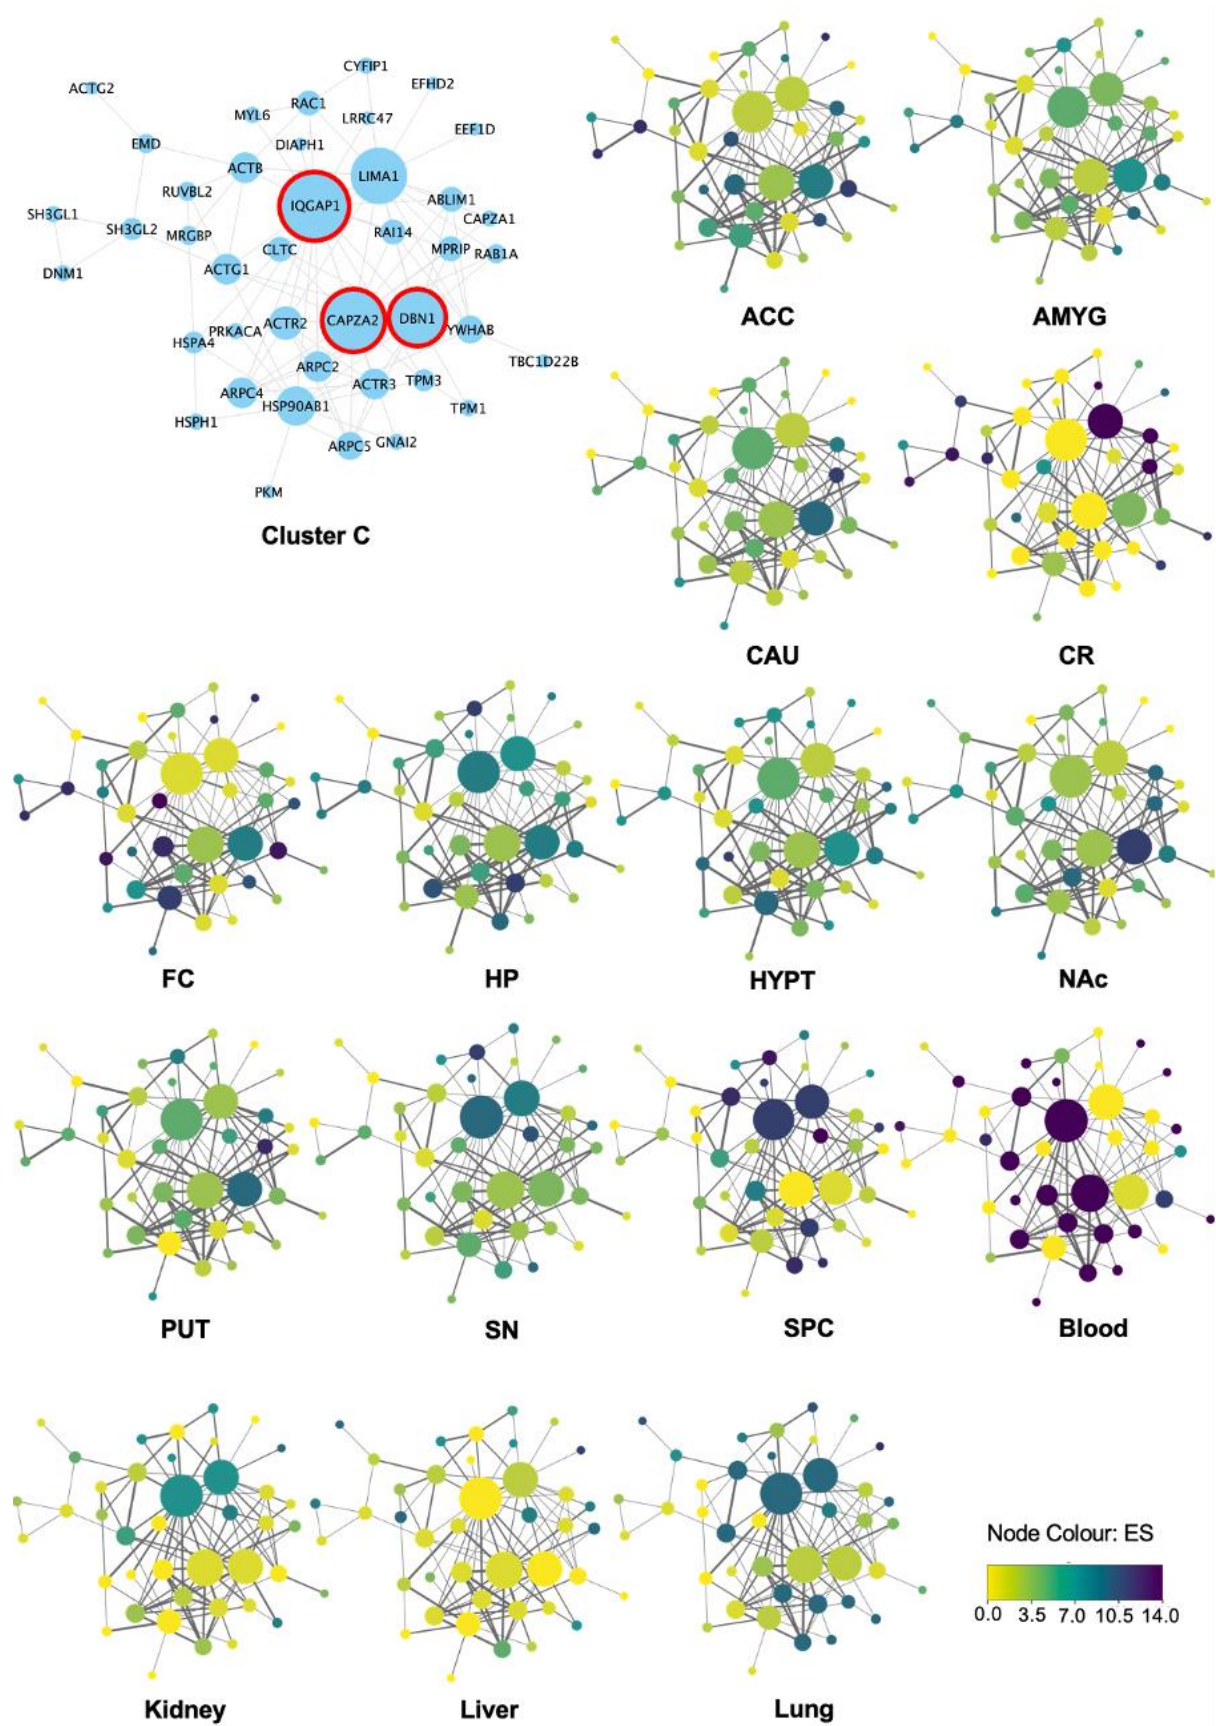 CYFIP1
ACTG2
EFHD2
RAC1
MYL6
LRRC47
EEF1D
EMD
DIAPH1
ACTB
LIMA1
RUVBL2
ABLIM1
IQGAP1
SH3GL1
CAPZA1
SH3GL2
MRGBP
RAI14
CLTC
MPRIP
RAB1A
DNM1
ACTG1
CAPZA2
DBN1
PRKACA
ACTR2
YWHAB
HSPA4
TBC1D22B
ARPC2
ARPC4
ACTR3
TPM3
HSP90AB1
TPM1
HSPH1
ARPC5
GNAI2
PKM
Cluster C
ACC
AMYG
CAU
CR
FC
HP
HYPT
NAc
PUT
SN
SPC
Blood
Kidney
Liver
Lung
Node Colour: ES
0.0 3.5 7.0 10.5 14.0